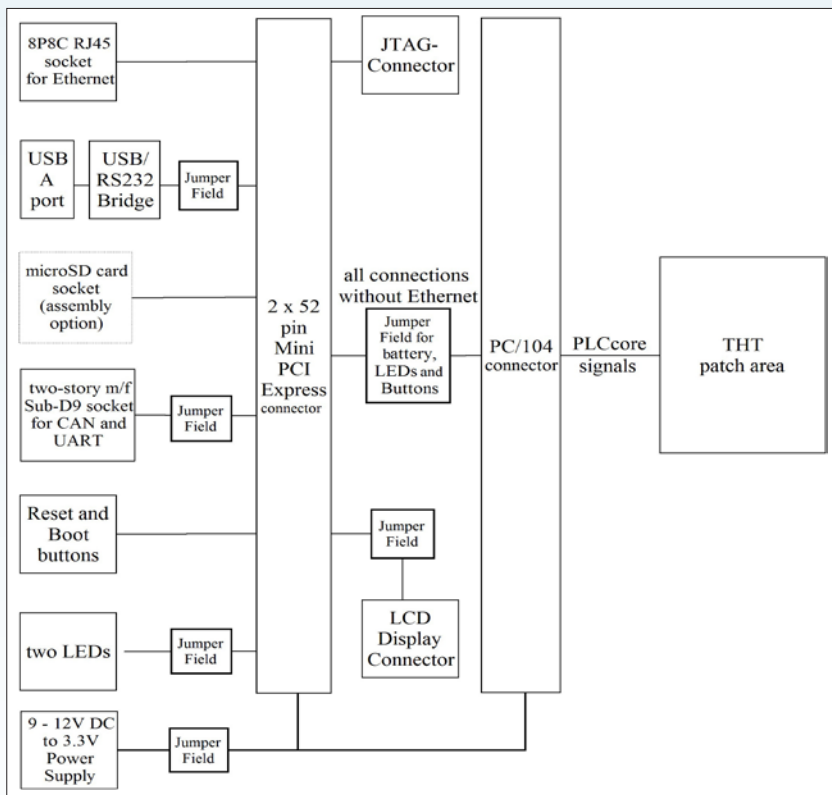 8P8C RJ45
socket
for Ethernet
JTAG-
Connector
USB
A
port
USB/
RS232
Bridge
Jumper
Field
microSD card
socket
(assembly
option)
all connections
without Ethernet
2 x 52
pin
Mini
PCI
Express
connector
Jumper
Field for
battery,
LEDs and
Buttons
PC/104
connector
PLCcore
signals
THT
patch area
two-story m/f
Sub-D9 socket
for CAN and
UART
Jumper
Field
Reset and
Boot
buttons
Jumper
Field
LCD
Display
Connector
two LEDs
Jumper
Field
9 - 12V DC
to 3.3V
Power
Supply
Jumper
Field